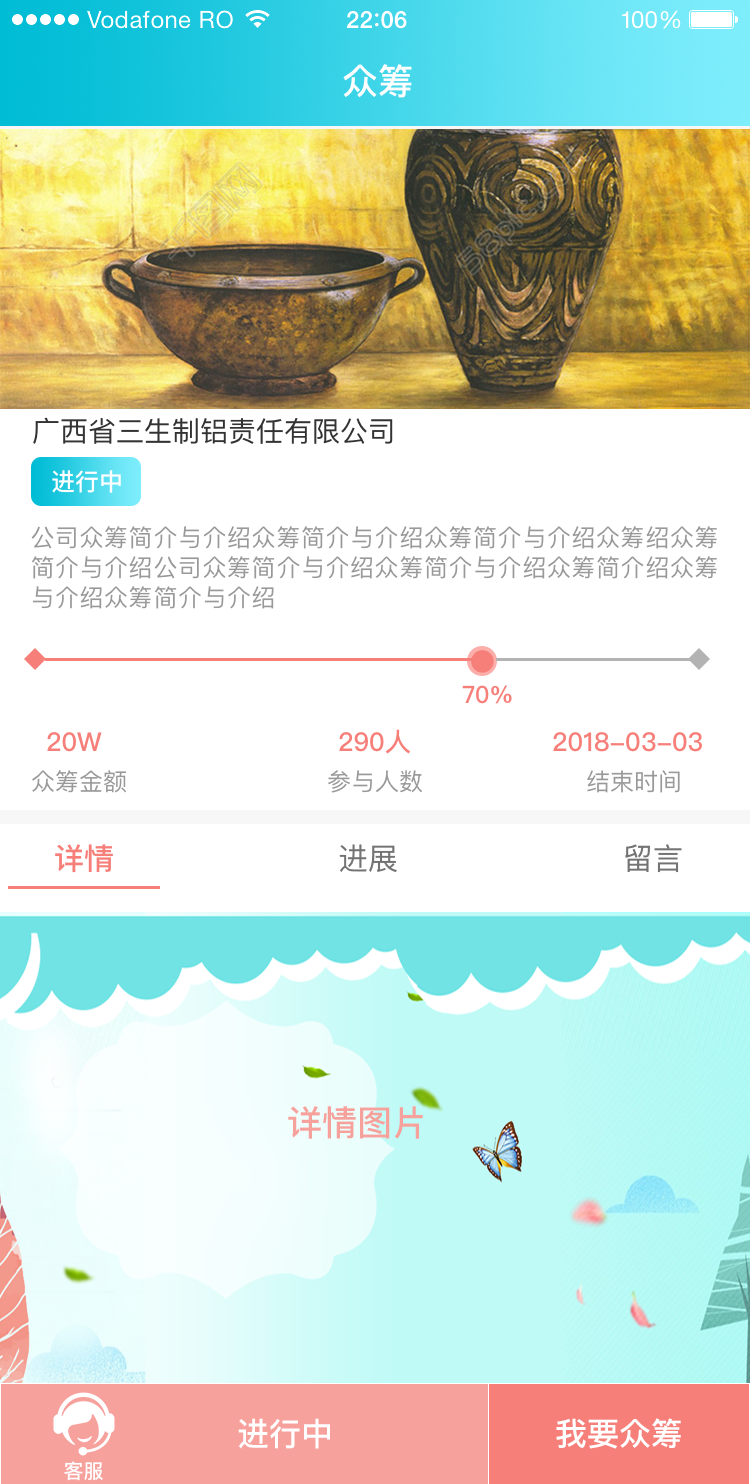 Vodafone RO
22:06
100%
众筹
千图网
58pic
广西省三生制铝责任有限公司
进行中
公司众筹简介与介绍众筹简介与介绍众筹简介与介绍众筹绍众筹
简介与介绍公司众筹简介与介绍众筹简介与介绍众筹简介绍众筹
与介绍众筹简介与介绍
70%
20W
290人
2018-03-03
众筹金额
参与人数
结束时间
详情
进展
留言
详情图片
客服
进行中
我要众筹